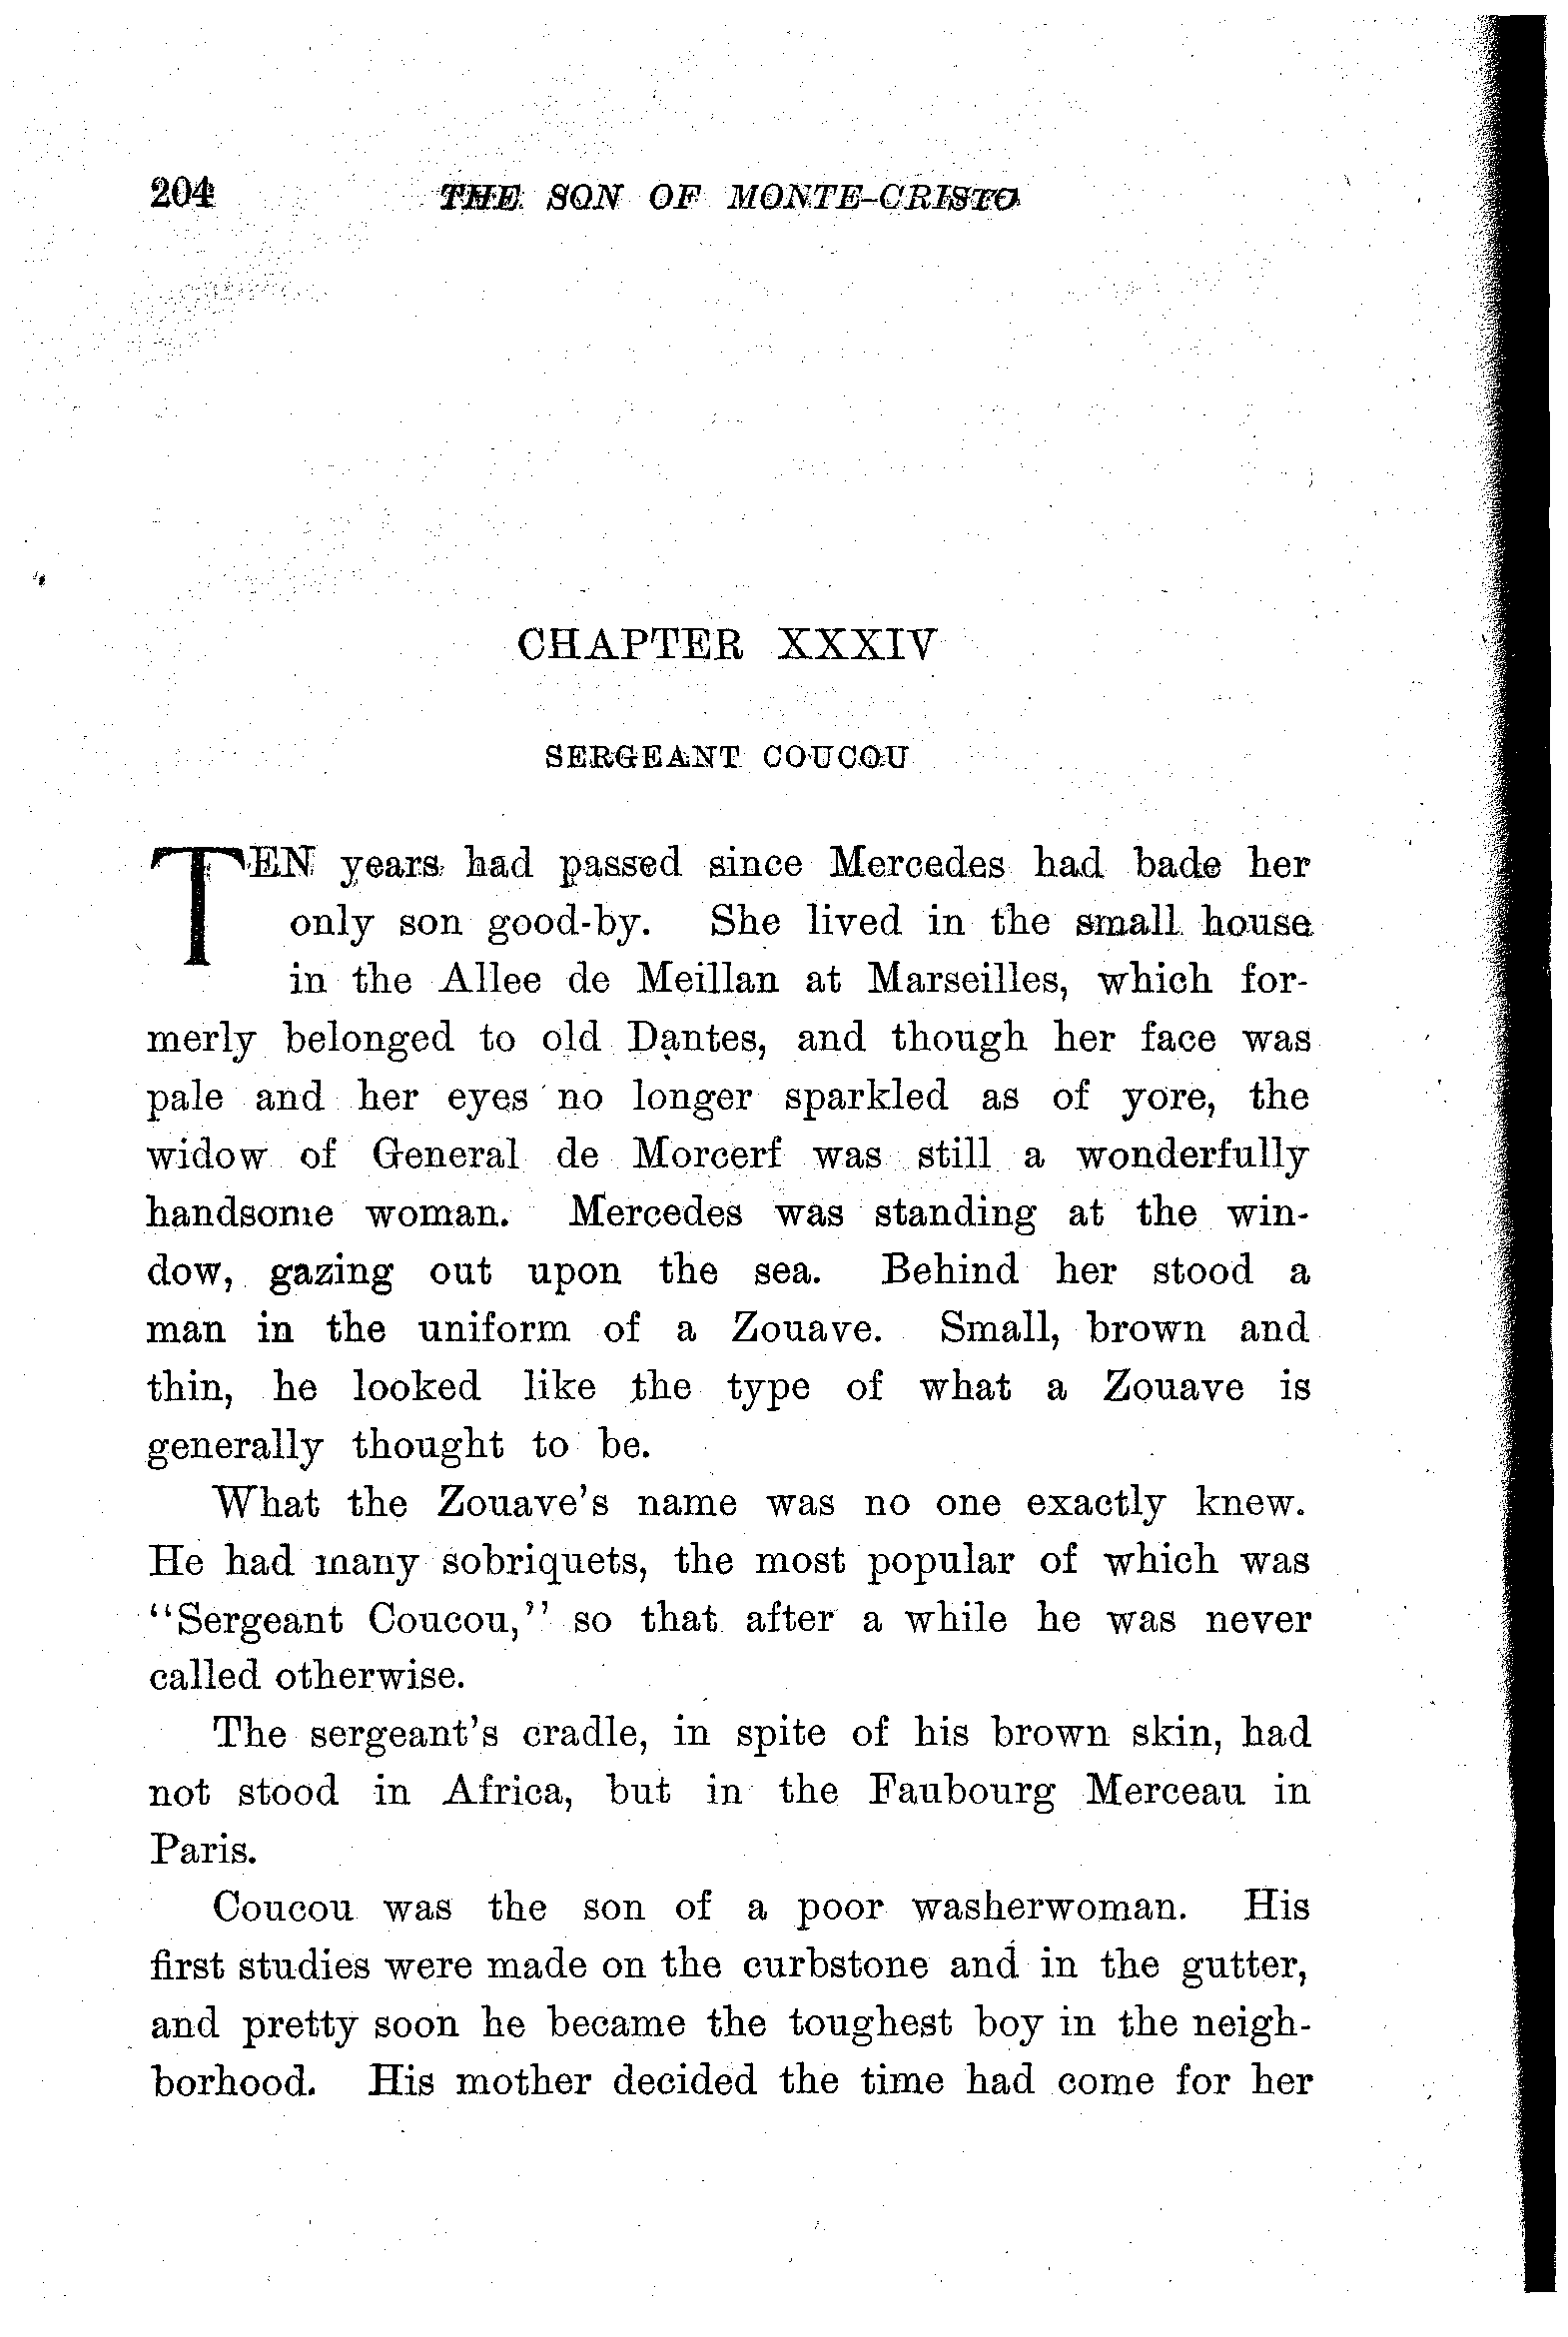 204 THE SON OF MONTE-CRISTO
CHAPTER XXXIV
SERGEANT COUCOU
TEN years had passed since Mercedes had bade her
only son good-by. She lived in the small house
in the Allee de Meillan at Marseilles, which for-
merly belonged to old Dantes, and though her face was
pale and her eyes no longer sparkled as of yore, the
widow of General de Morcerf was still a wonderfully
handsome woman. Mercedes was standing at the win-
dow, gazing out upon the sea. Behind her stood a
man in the uniform of a Zouave. Small, brown and
thin, he looked like the type of what a Zouave is
generally thought to be.
What the Zouave's name was no one exactly knew.
He had many sobriquets, the most popular of which was
"Sergeant Coucou," so that after a while he was never
called otherwise.
The sergeant's cradle, in spite of his brown skin, had
not stood in Africa, but in the Faubourg Merceau in
Paris.
Coucou was the son of a poor washerwoman. His
first studies were made on the curbstone and in the gutter,
and pretty soon he became the toughest boy in the neigh-
borhood. His mother decided the time had come for her